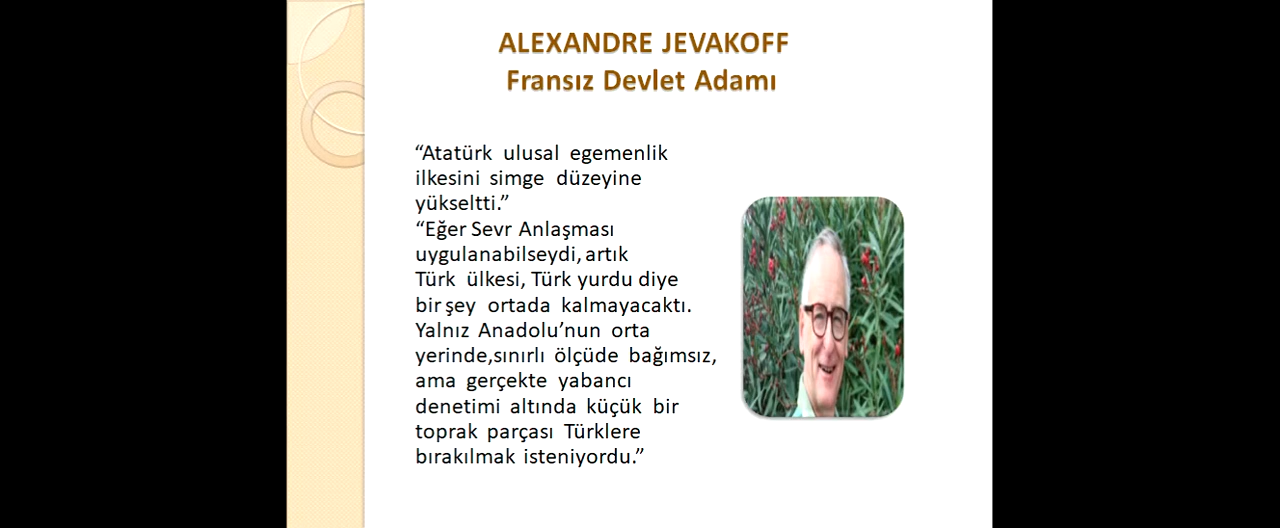 ALEXANDRE JEVAKOFF
Fransız Devlet Adamı
“Atatürk ulusal egemenlik
ilkesini simge düzeyine
yükseltti.”
“Eğer Sevr Anlaşması
uygulanabilseydi, artık
Türk ülkesi, Türk yurdu diye
bir şey ortada kalmayacaktı.
Yalnız Anadolu’nun orta
yerinde,sınırlı ölçüde bağımsız,
ama gerçekte yabancı
denetimi altında küçük bir
toprak parçası Türklere
bırakılmak isteniyordu.”